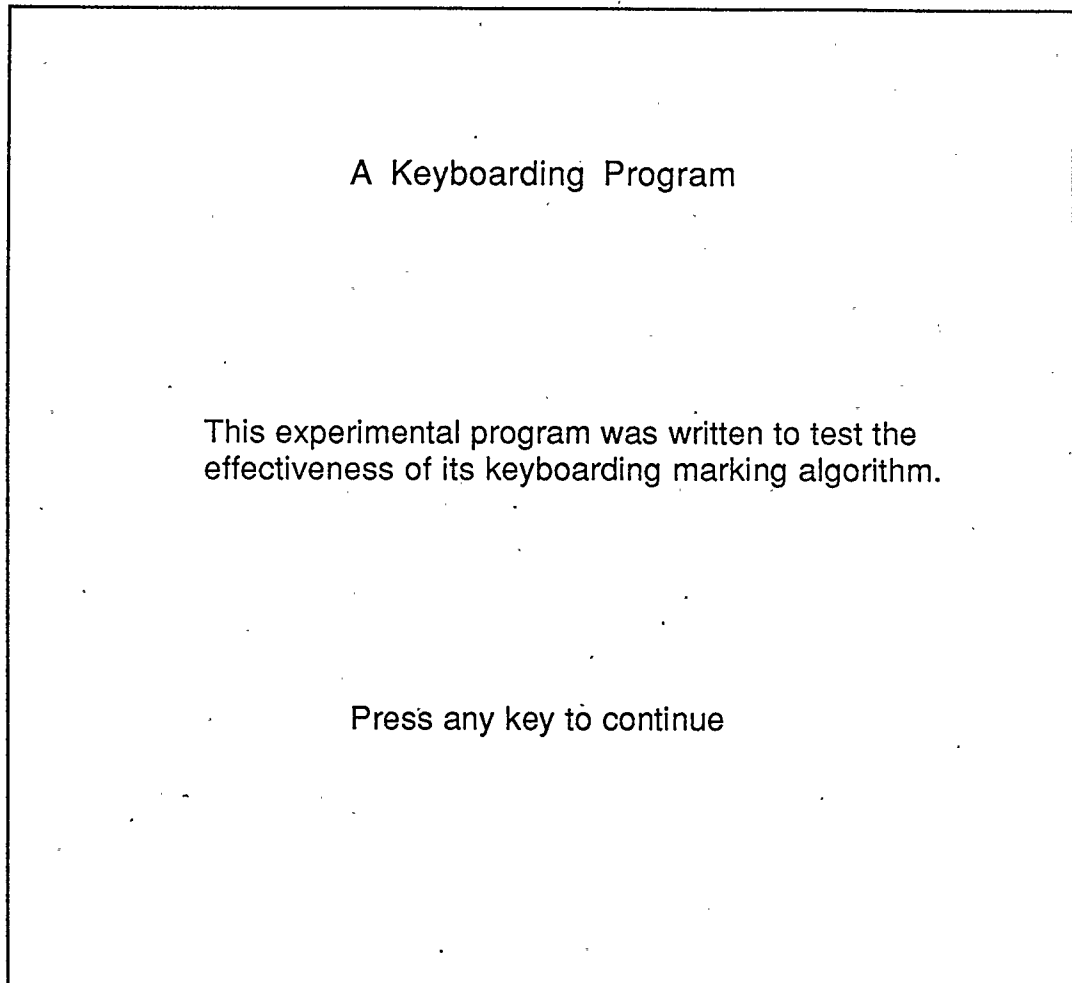 A Keyboarding Program
This experimental program was written to test the
effectiveness of its keyboarding marking algorithm.
Press any key to continue